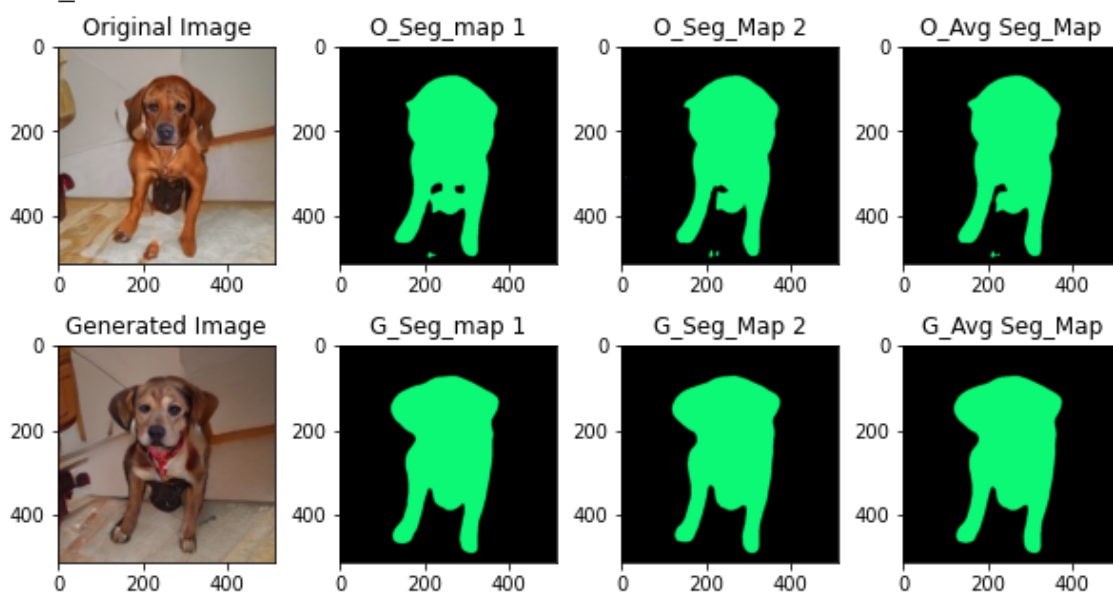 Original Image O_Seg_map 1 O_Seg_Map 2 O_Avg Seg_Map
0 0 0 0
200 200 200 200
400 400 400 400
0 200 400 0 200 400 0 200 400 0 200 400
Generated Image G_Seg_map 1 G_Seg_Map 2 G_Avg Seg_Map
0 0 0 0
200 200 200 200
400 400 400 400
0 200 400 0 200 400 0 200 400 0 200 400